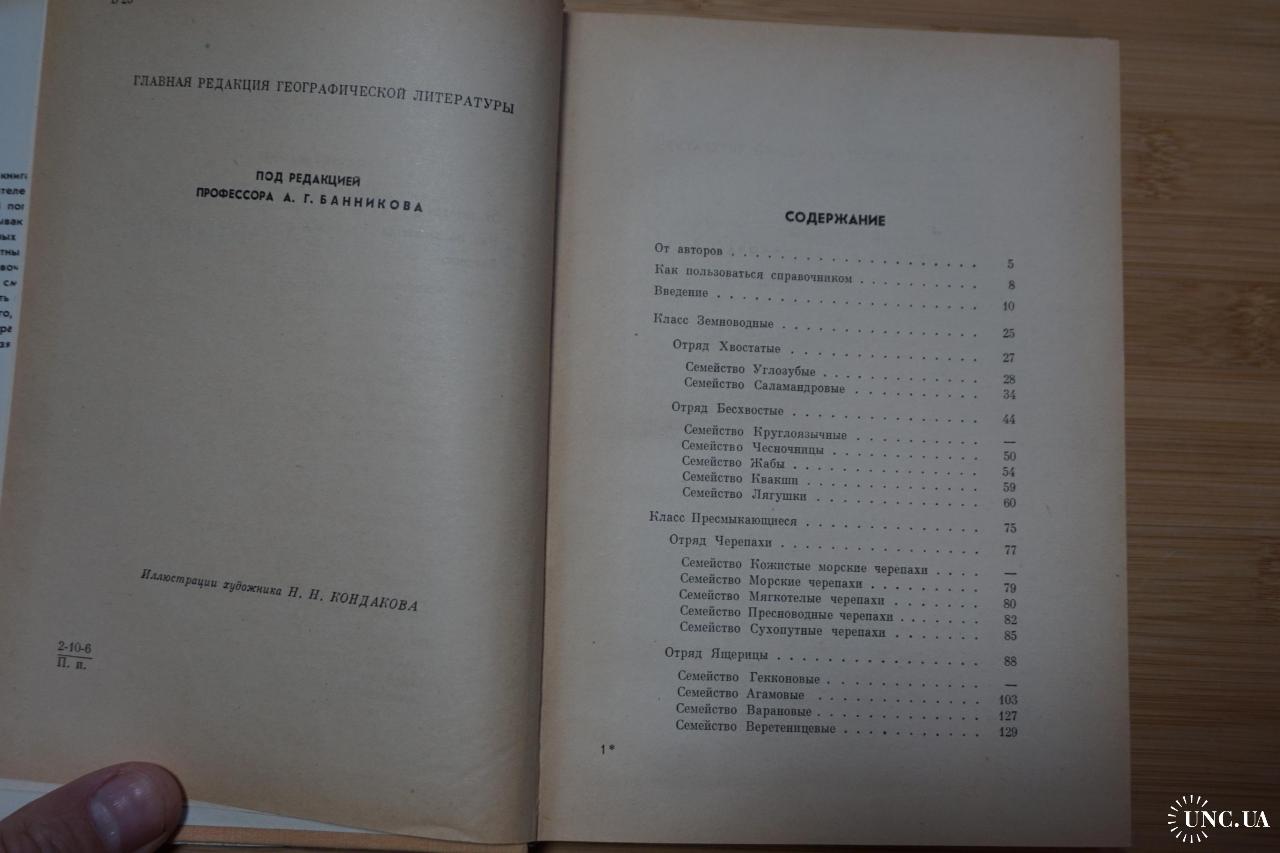 ГЛАВНАЯ РЕДАКЦИЯ ГЕОГРАФИЧЕСКОЙ ЛИТЕРАТУРЫ
ПОД РЕДАКЦИЕЙ
ПРОФЕССОРА А. Г. БАННИКОВА
Иллюстрации художника Н. Н. КОНДАКОВА
2-10-6
П. и.
СОДЕРЖАНИЕ
От авторов . . . . . . . . . . . . . . . . . . . . 5
Как пользоваться справочником . . . . . . . . . . 8
Введение . . . . . . . . . . . . . . . . . . . . . 10
Класс Земноводные . . . . . . . . . . . . . . . . 25
Отряд Хвостатые . . . . . . . . . . . . . . . . 27
Семейство Углозубые . . . . . . . . . . . . . 28
Семейство Саламандровые . . . . . . . . . . . 34
Отряд Бесхвостые . . . . . . . . . . . . . . . 44
Семейство Круглоязычные . . . . . . . . . . . —
Семейство Чесночницы . . . . . . . . . . . . 50
Семейство Жабы . . . . . . . . . . . . . . . 54
Семейство Квакши . . . . . . . . . . . . . . 59
Семейство Лягушки . . . . . . . . . . . . . 60
Класс Пресмыкающиеся . . . . . . . . . . . . . . 75
Отряд Черепахи . . . . . . . . . . . . . . . . 77
Семейство Кожистые морские черепахи . . . . —
Семейство Морские черепахи . . . . . . . . . 79
Семейство Мягкотелые черепахи . . . . . . . 80
Семейство Пресноводные черепахи . . . . . . . 82
Семейство Сухопутные черепахи . . . . . . . 85
Отряд Ящерицы . . . . . . . . . . . . . . . . 88
Семейство Гекконовые . . . . . . . . . . . . —
Семейство Агамовые . . . . . . . . . . . . . 103
Семейство Варановые . . . . . . . . . . . . . 127
Семейство Веретеницевые . . . . . . . . . . . 129
1*
UNC.UA